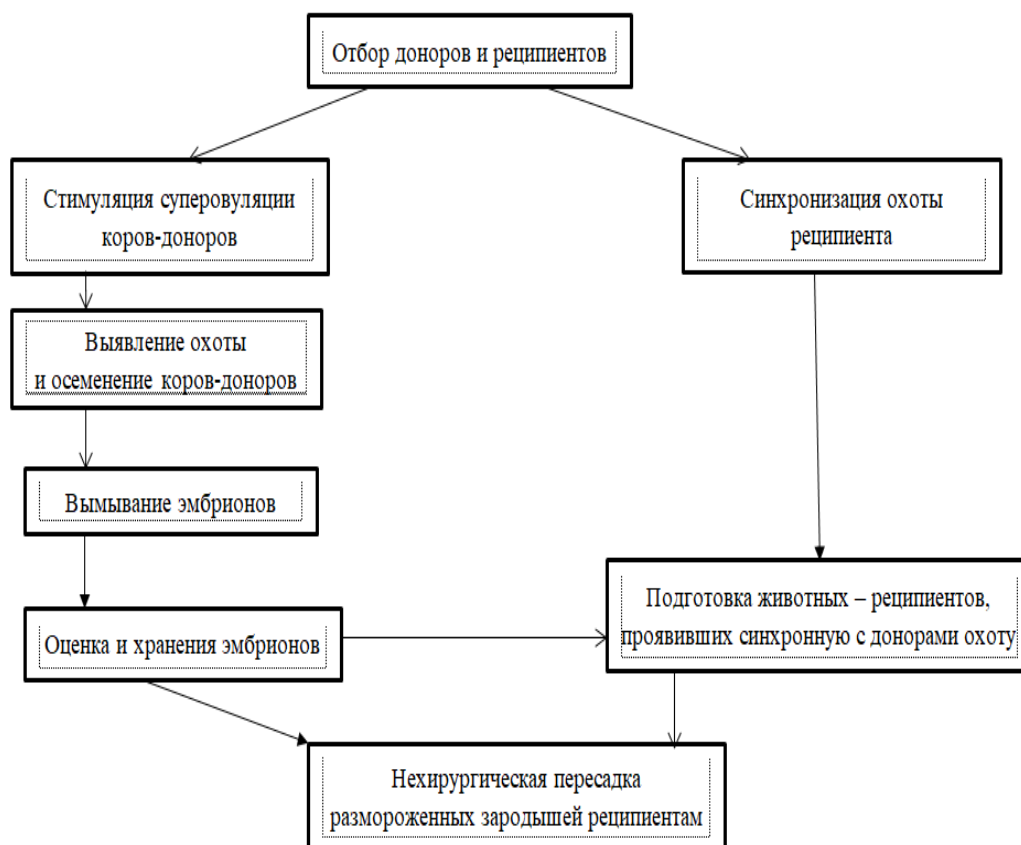 Отбор доноров и реципиентов
Стимуляция суперовуляции
коров-доноров
Синхронизация охоты
реципиента
Выявление охоты
и осеменение коров-доноров
Вымывание эмбрионов
Оценка и хранения эмбрионов
Подготовка животных – реципиентов,
проявивших синхронную с донорами охоту
Нехирургическая пересадка
размороженных зародышей реципиентам